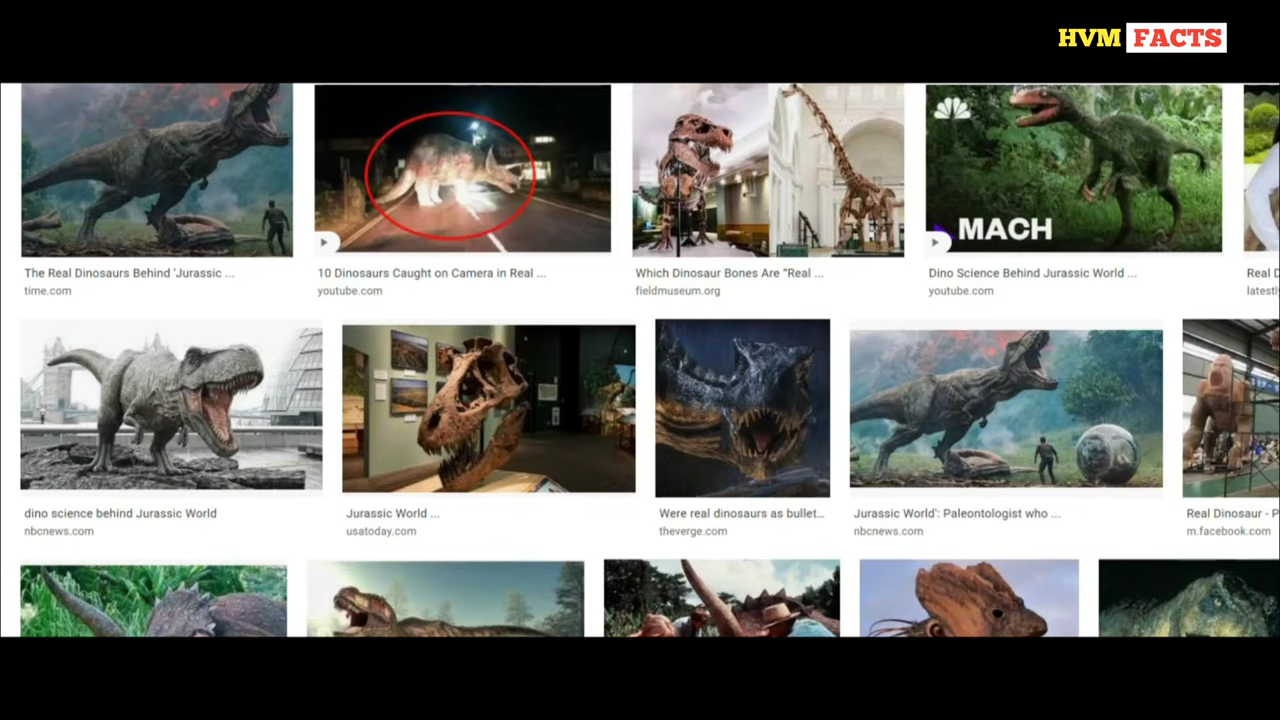 HVM FACTS
MACH
The Real Dinosaurs Behind 'Jurassic ...
10 Dinosaurs Caught on Camera in Real ...
Which Dinosaur Bones Are "Real ...
Dino Science Behind Jurassic World ...
Real D
time.com
youtube.com
fieldmuseum.org
youtube.com
latestl
dino science behind Jurassic World
Jurassic World ...
Were real dinosaurs as bullet...
Jurassic World': Paleontologist who ...
Real Dinosaur - P
nbcnews.com
usatoday.com
theverge.com
nbcnews.com
m.facebook.com